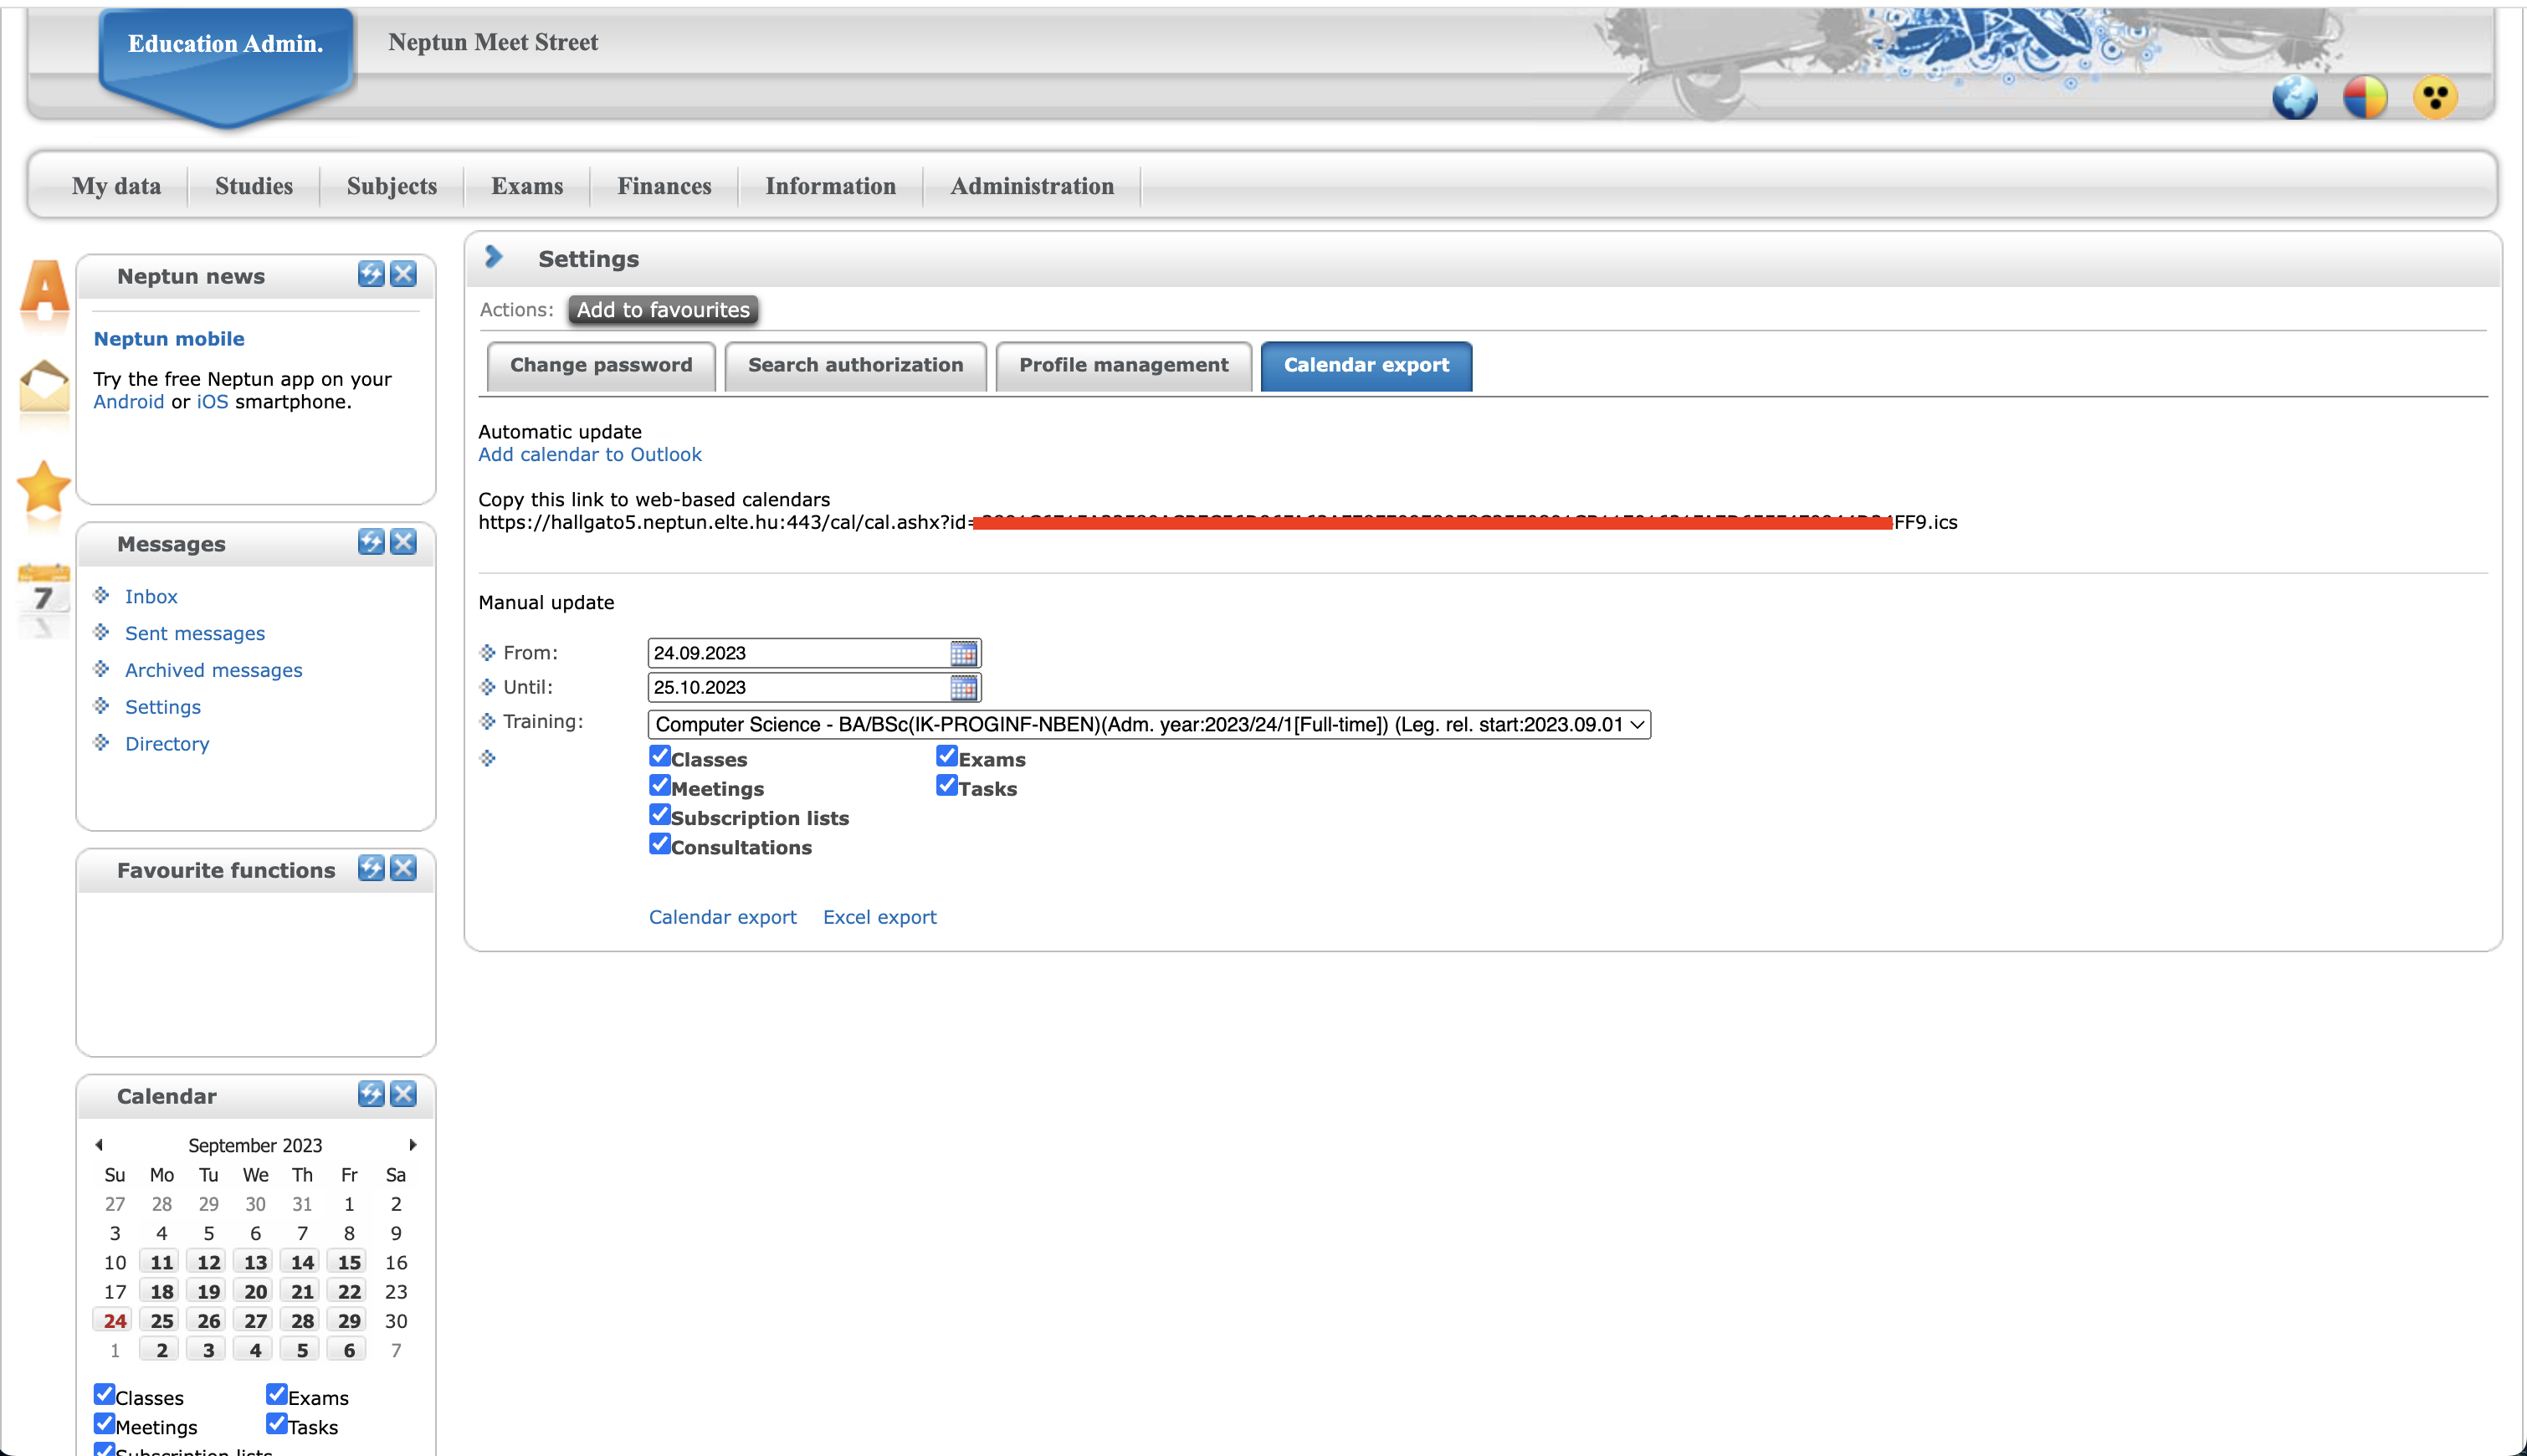 Education Admin.
Neptun Meet Street
My data
Studies
Subjects
Exams
Finances
Information
Administration
Neptun news
Neptun mobile
Try the free Neptun app on your
Android or iOS smartphone.
7
Messages
Inbox
Sent messages
Archived messages
Settings
Directory
Favourite functions
Calendar
September 2023
Su Mo Tu We Th Fr Sa
27 28 29 30 31 1 2
3 4 5 6 7 8 9
10 11 12 13 14 15 16
17 18 19 20 21 22 23
24 25 26 27 28 29 30
1 2 3 4 5 6 7
Classes Exams
Meetings Tasks
Subscription lists
Settings
Actions: Add to favourites
Change password
Search authorization
Profile management
Calendar export
Automatic update
Add calendar to Outlook
Copy this link to web-based calendars
https://hallgato5.neptun.elte.hu:443/cal/cal.ashx?id= FF9.ics
Manual update
From: 24.09.2023
Until: 25.10.2023
Training: Computer Science - BA/BSc(IK-PROGINF-NBEN)(Adm. year:2023/24/1[Full-time]) (Leg. rel. start:2023.09.01
Classes Exams
Meetings Tasks
Subscription lists
Consultations
Calendar export Excel export